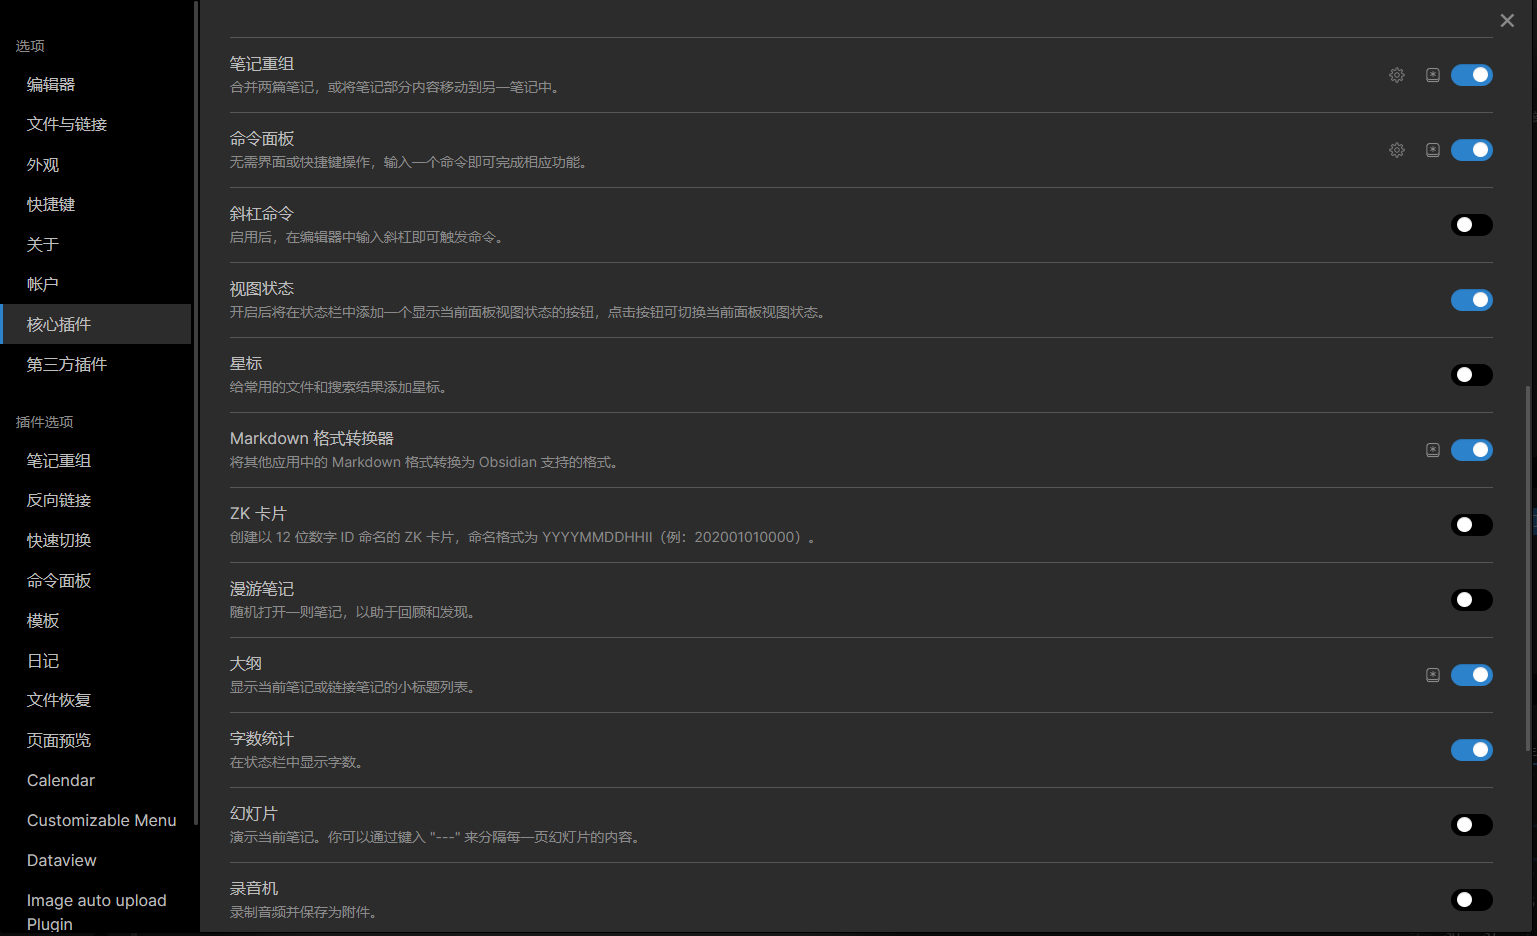 选项
编辑器
文件与链接
外观
快捷键
关于
帐户
核心插件
第三方插件
插件选项
笔记重组
反向链接
快速切换
命令面板
模板
日记
文件恢复
页面预览
Calendar
Customizable Menu
Dataview
Image auto upload
Plugin
笔记重组
合并两篇笔记，或将笔记部分内容移动到另一笔记中。
命令面板
无需界面或快捷键操作，输入一个命令即可完成相应功能。
斜杠命令
启用后，在编辑器中输入斜杠即可触发命令。
视图状态
开启后将在状态栏中添加一个显示当前面板视图状态的按钮，点击按钮可切换当前面板视图状态。
星标
给常用的文件和搜索结果添加星标。
Markdown 格式转换器
将其他应用中的 Markdown 格式转换为 Obsidian 支持的格式。
ZK 卡片
创建以 12 位数字 ID 命名的 ZK 卡片，命名格式为 YYYYMMDDHHII（例：202001010000）。
漫游笔记
随机打开一则笔记，以助于回顾和发现。
大纲
显示当前笔记或链接笔记的小标题列表。
字数统计
在状态栏中显示字数。
幻灯片
演示当前笔记。你可以通过键入 "---" 来分隔每一页幻灯片的内容。
录音机
录制音频并保存为附件。